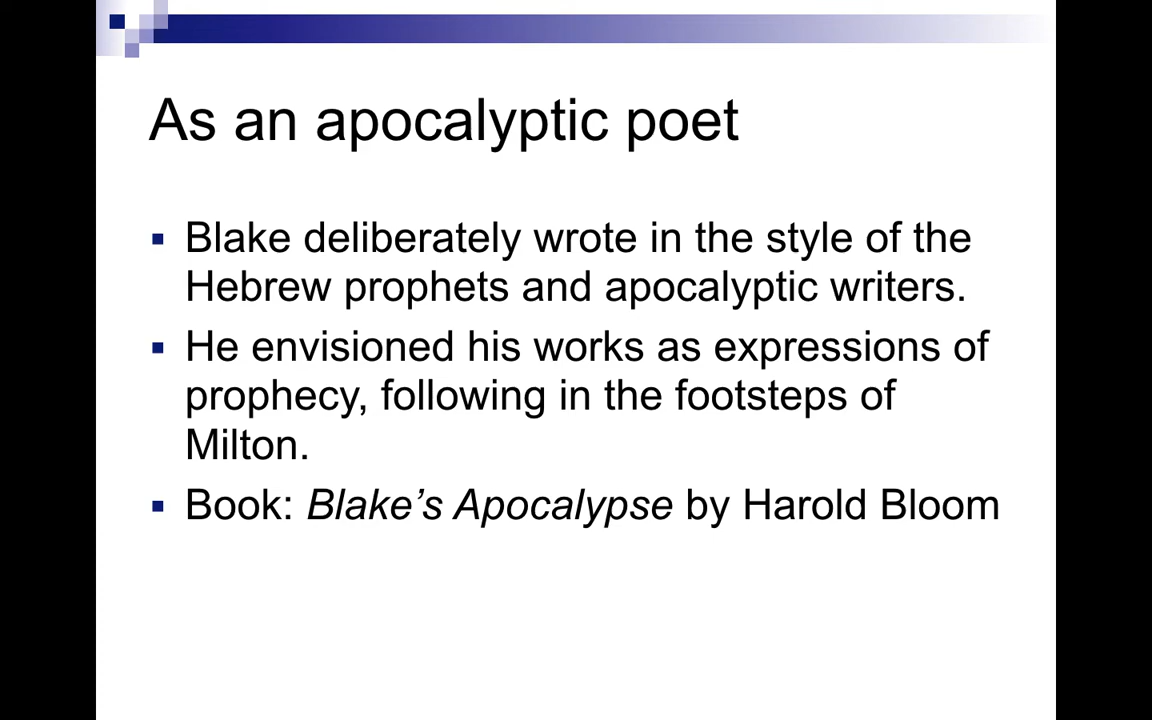 As an apocalyptic poet
Blake deliberately wrote in the style of the
Hebrew prophets and apocalyptic writers.
He envisioned his works as expressions of
prophecy, following in the footsteps of
Milton.
Book: Blake’s Apocalypse by Harold Bloom